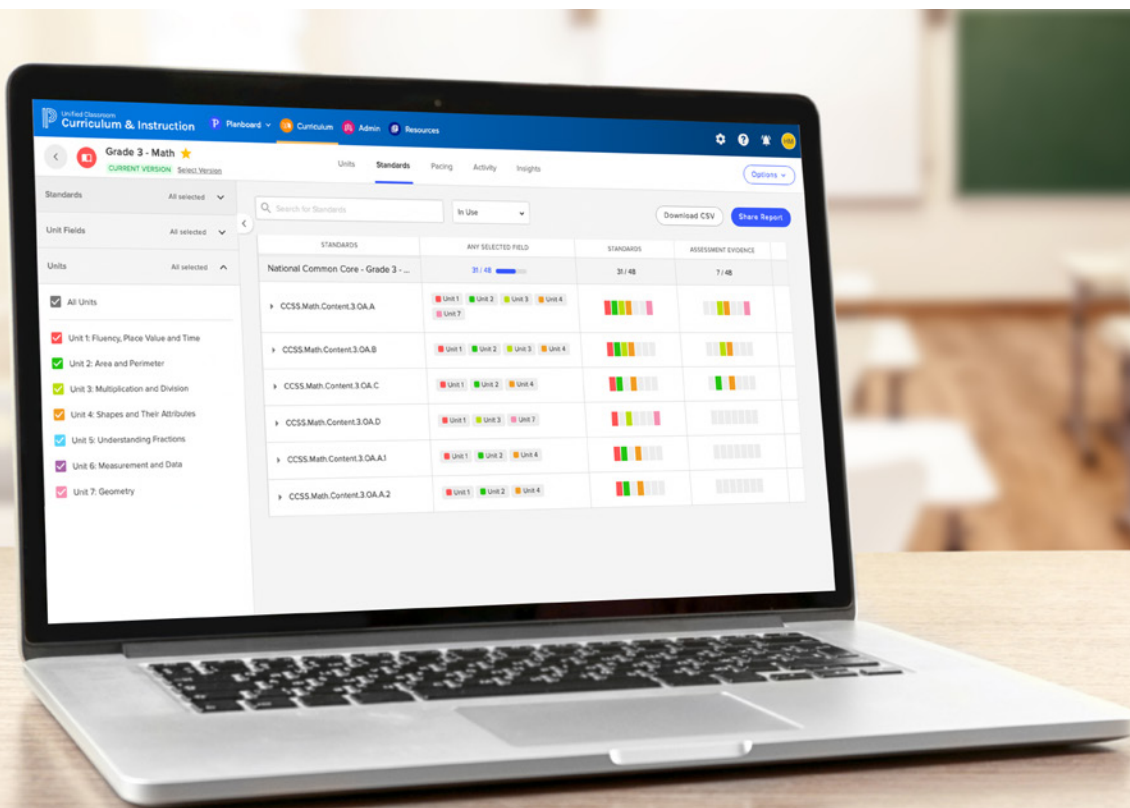 Unified Classroom
Curriculum & Instruction
Planboard
Curriculum
Admin
Resources
HM
Grade 3 - Math
CURRENT VERSION Select Version
Units
Standards
Pacing
Activity
Insights
Options
Standards All selected
Unit Fields All selected
Units All selected
All Units
Unit 1: Fluency, Place Value and Time
Unit 2: Area and Perimeter
Unit 3: Multiplication and Division
Unit 4: Shapes and Their Attributes
Unit 5: Understanding Fractions
Unit 6: Measurement and Data
Unit 7: Geometry
Search for Standards
In Use
Download CSV
Share Report
STANDARDS ANY SELECTED FIELD STANDARDS ASSESSMENT EVIDENCE
National Common Core - Grade 3 - ... 31 / 48 31 / 48 7 / 48
CCSS.Math.Content.3.OA.A Unit 1 Unit 2 Unit 3 Unit 4
Unit 7
CCSS.Math.Content.3.OA.B Unit 1 Unit 2 Unit 3 Unit 4
CCSS.Math.Content.3.OA.C Unit 1 Unit 2 Unit 4
CCSS.Math.Content.3.OA.D Unit 1 Unit 3 Unit 7
CCSS.Math.Content.3.OA.A.1 Unit 1 Unit 2 Unit 4
CCSS.Math.Content.3.OA.A.2 Unit 1 Unit 2 Unit 4